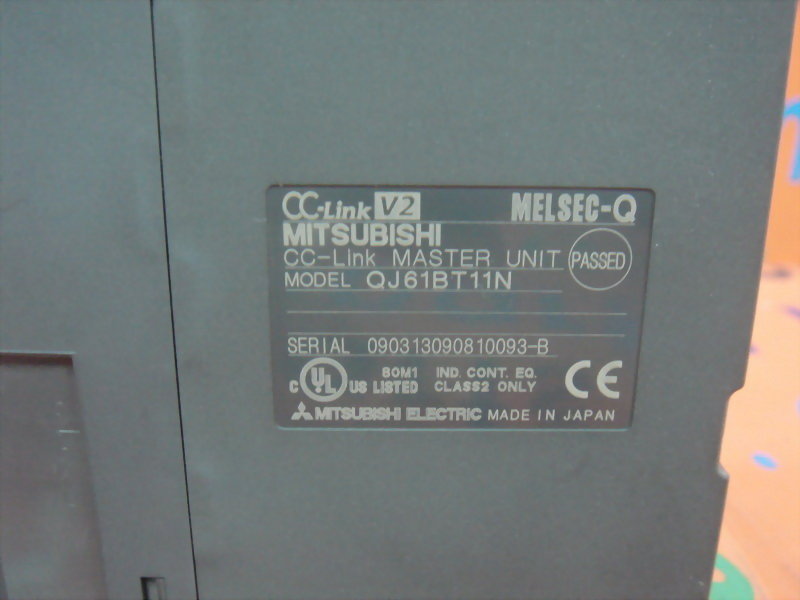 CC-Link V2 MELSEC-Q
MITSUBISHI
CC-Link MASTER UNIT PASSED
MODEL QJ61BT11N
SERIAL 090313090810093-B
C UL US LISTED 80M1 IND. CONT. EQ. CLASS2 ONLY CE
MITSUBISHI ELECTRIC MADE IN JAPAN